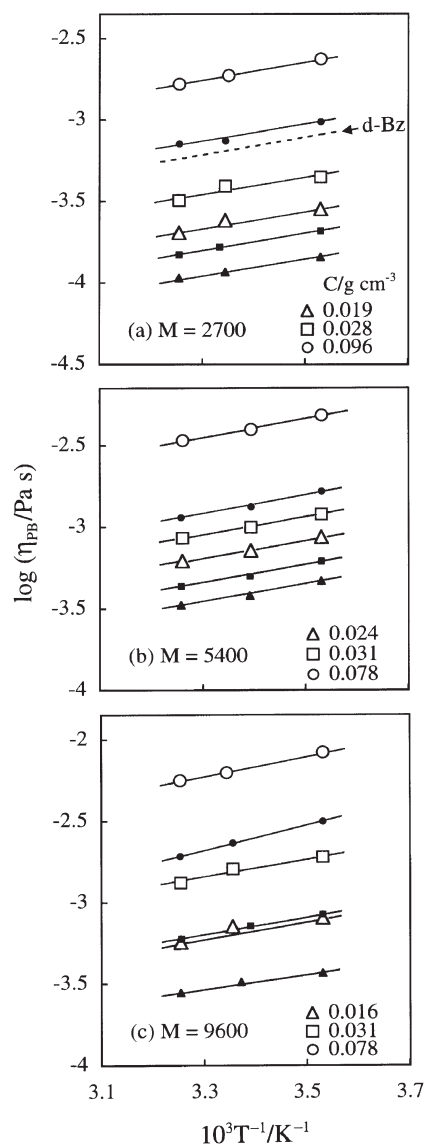 -2.5
-3
d-Bz
-3.5
-4
C/g cm⁻³
△ 0.019
(a) M = 2700
□ 0.028
○ 0.096
-4.5
-2.5
-3
log (ηPB/Pa s)
-3.5
△ 0.024
(b) M = 5400
□ 0.031
○ 0.078
-4
-2
-2.5
-3
-3.5
△ 0.016
(c) M = 9600
□ 0.031
○ 0.078
-4
3.1 3.3 3.5 3.7
10³T⁻¹/K⁻¹